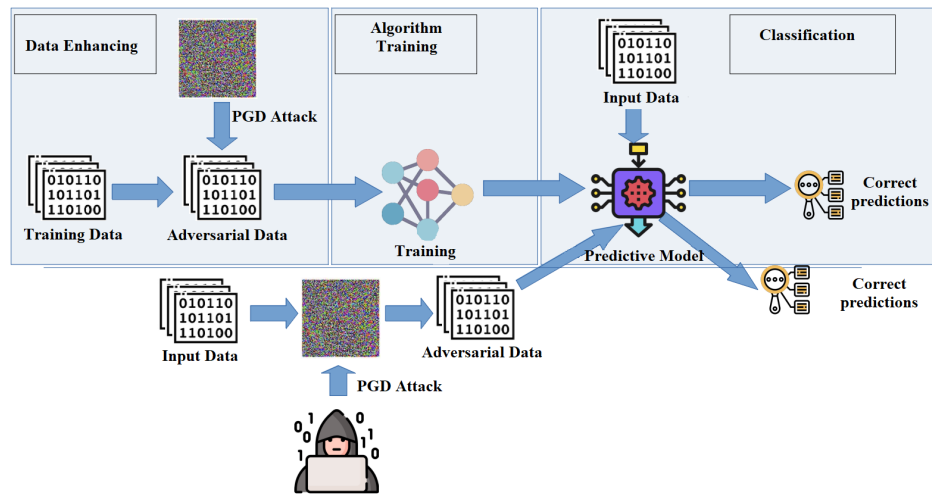 Data Enhancing
Algorithm
Training
Classification
010110
101101
110100
Input Data
PGD Attack
010110
101101
110100
Training Data
010110
101101
110100
Adversarial Data
Training
Predictive Model
Correct
predictions
Correct
predictions
010110
101101
110100
Input Data
010110
101101
110100
Adversarial Data
PGD Attack
0 1 0
0 0 1
1 0